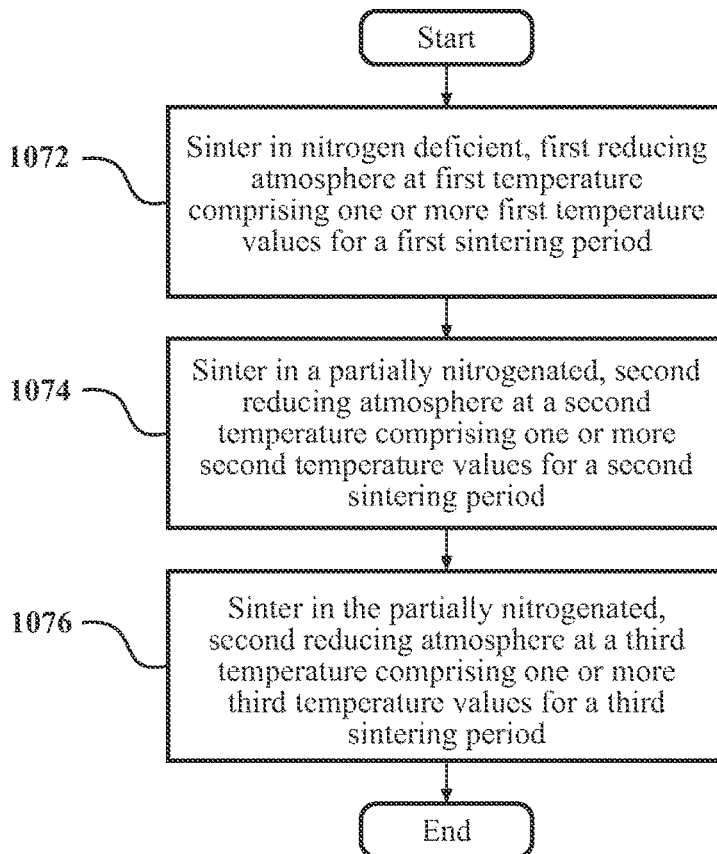 Start
1072
Sinter in nitrogen deficient, first reducing
atmosphere at first temperature
comprising one or more first temperature
values for a first sintering period
1074
Sinter in a partially nitrogenated, second
reducing atmosphere at a second
temperature comprising one or more
second temperature values for a second
sintering period
1076
Sinter in the partially nitrogenated,
second reducing atmosphere at a third
temperature comprising one or more
third temperature values for a third
sintering period
End